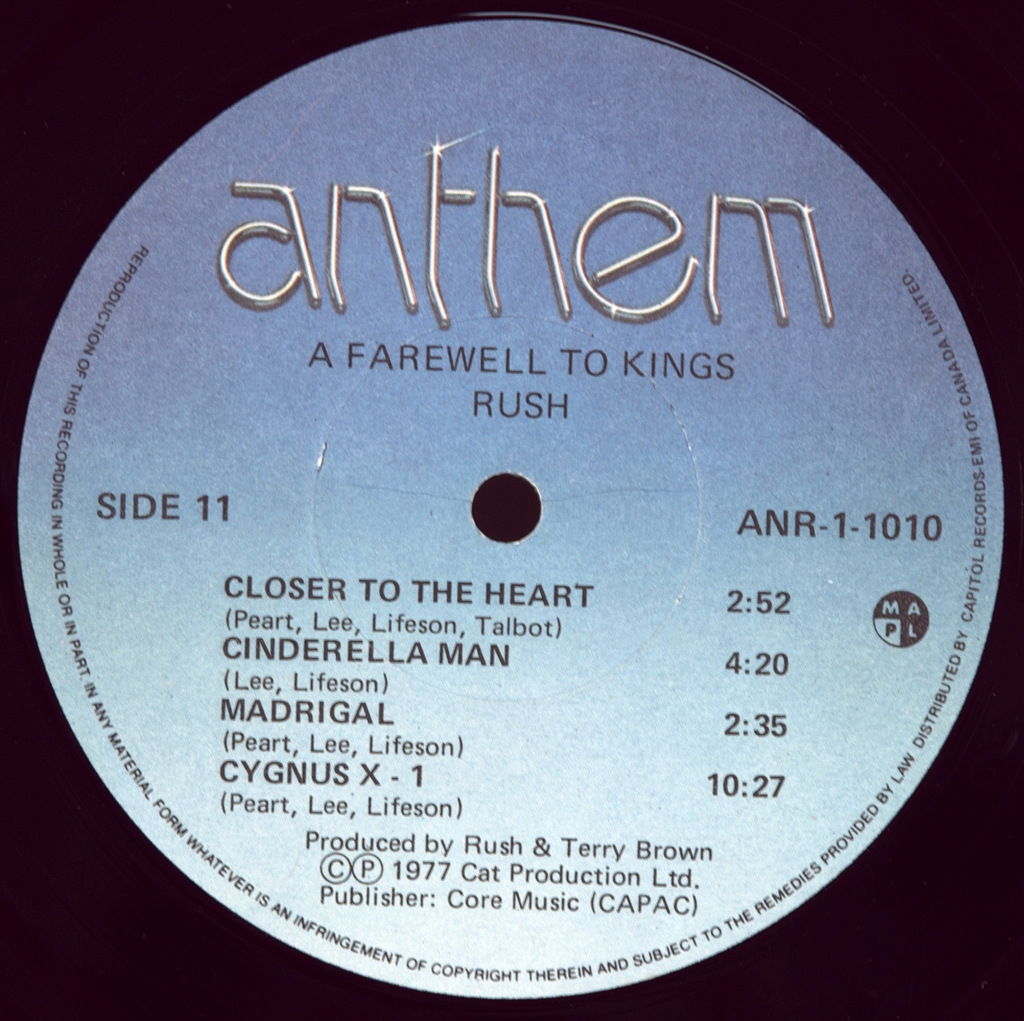 anthem
A FAREWELL TO KINGS
RUSH
SIDE 11
ANR-1-1010
CLOSER TO THE HEART 2:52
(Peart, Lee, Lifeson, Talbot)
CINDERELLA MAN 4:20
(Lee, Lifeson)
MADRIGAL 2:35
(Peart, Lee, Lifeson)
CYGNUS X - 1 10:27
(Peart, Lee, Lifeson)
M A
P L
Produced by Rush & Terry Brown
Ⓒ Ⓟ 1977 Cat Production Ltd.
Publisher: Core Music (CAPAC)
REPRODUCTION OF THIS RECORDING IN WHOLE OR IN PART. IN ANY MATERIAL FORM WHATEVER IS AN INFRINGEMENT OF COPYRIGHT THEREIN AND SUBJECT TO THE REMEDIES PROVIDED BY LAW DISTRIBUTED BY CAPITOL RECORDS-EMI OF CANADA LIMITED.